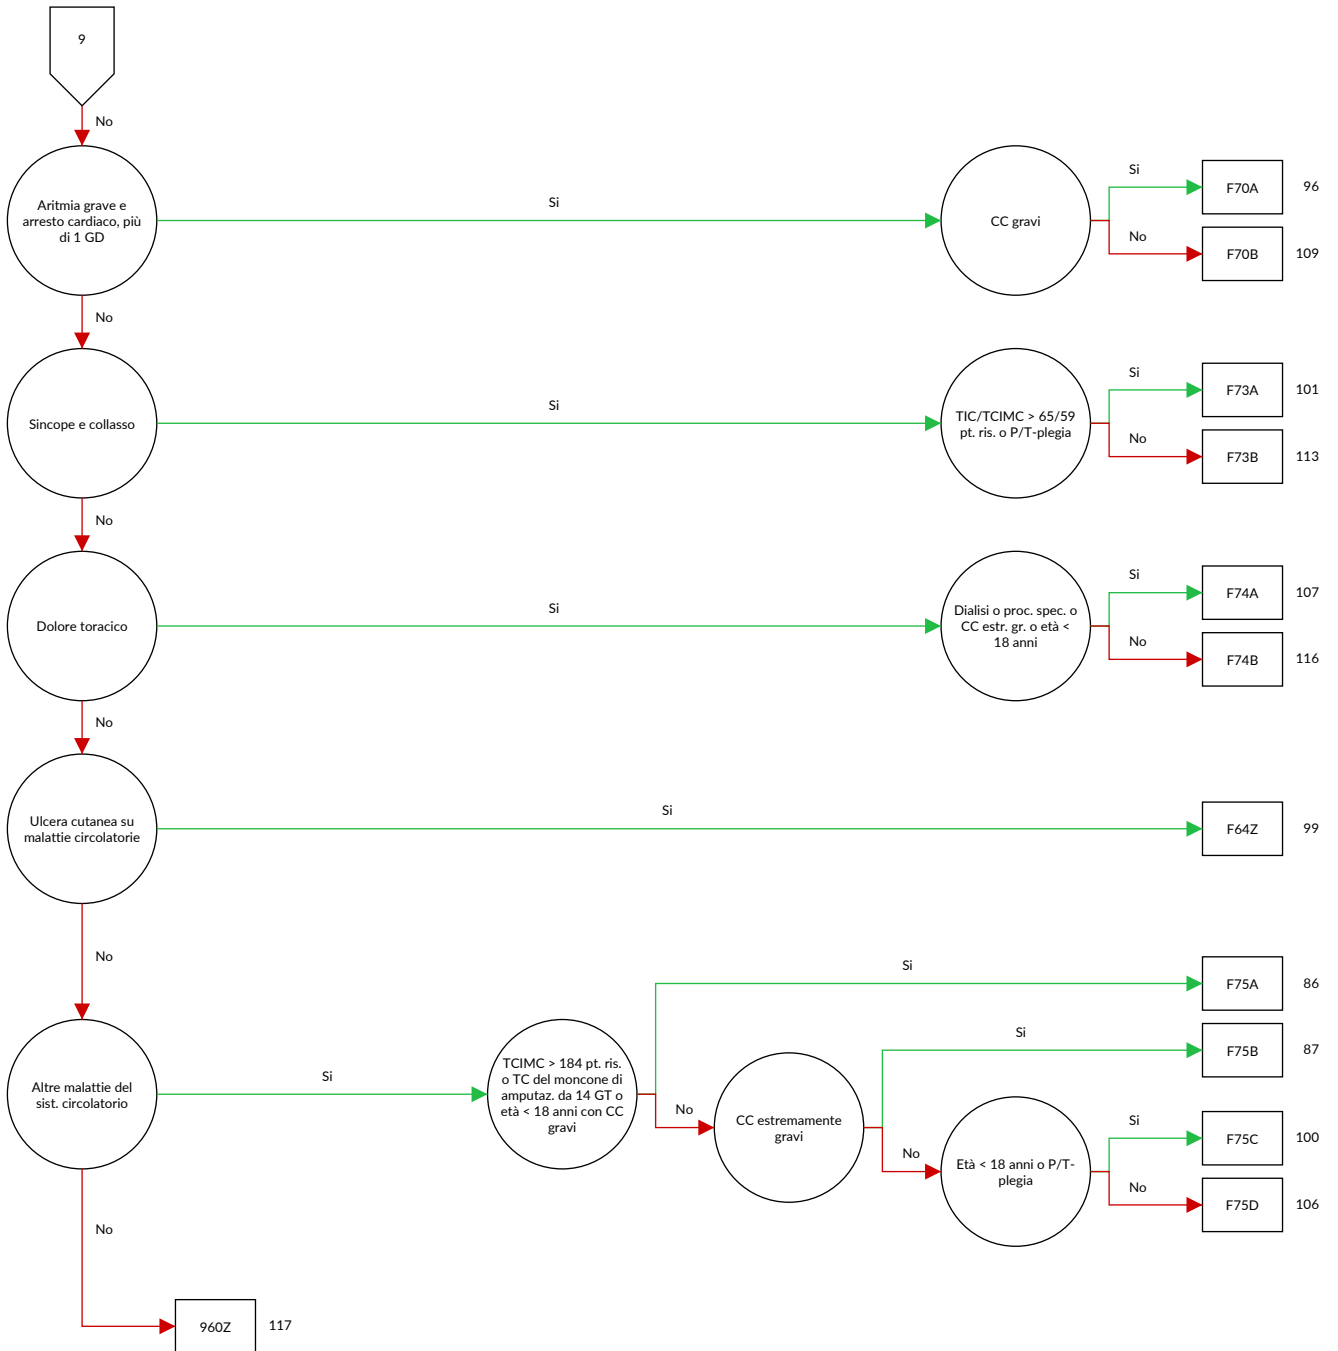 9
No
Aritmia grave e
arresto cardiaco, più
di 1 GD
Si
CC gravi
Si
F70A
96
No
F70B
109
No
Sincope e collasso
Si
TIC/TCIMC > 65/59
pt. ris. o P/T-plegia
Si
F73A
101
No
F73B
113
No
Dolore toracico
Si
Dialisi o proc. spec. o
CC estr. gr. o età <
18 anni
Si
F74A
107
No
F74B
116
No
Ulcera cutanea su
malattie circolatorie
Si
F64Z
99
No
Altre malattie del
sist. circolatorio
Si
TCIMC > 184 pt. ris.
o TC del moncone di
amputaz. da 14 GT o
età < 18 anni con CC
gravi
Si
F75A
86
No
CC estremamente
gravi
Si
F75B
87
No
Età < 18 anni o P/T-
plegia
Si
F75C
100
No
F75D
106
No
960Z
117